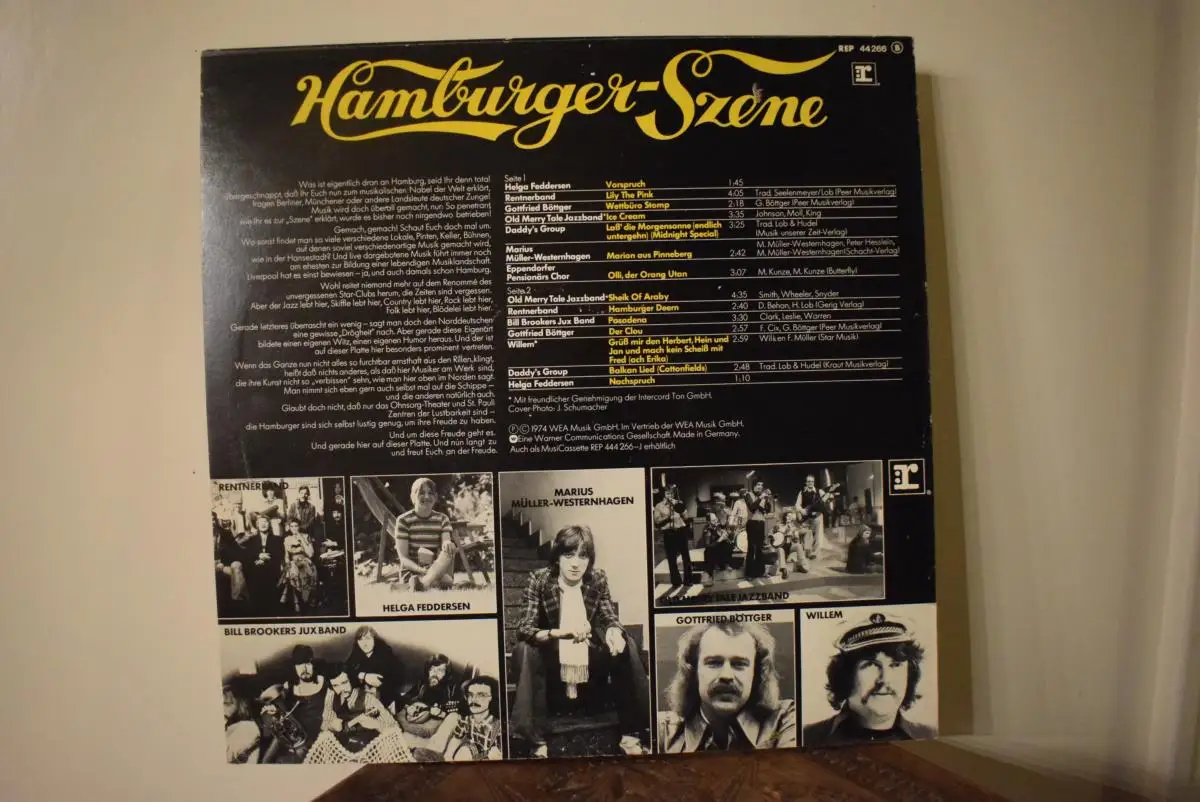 REP 44 266 B
r
Hamburger-Szene
Was ist eigentlich dran an Hamburg, seid Ihr denn total
übergeschnappt, daß Ihr Euch nun zum musikalischen Nabel der Welt erklärt,
fragen Berliner, Münchener oder andere Landsleute deutscher Zunge!
Musik wird doch überall gemacht, nun! So penetrant,
wie Ihr es zur „Szene" erklärt, wurde es bisher noch nirgendwo betrieben!
Gemach, gemach! Schaut Euch doch mal um.
Wo sonst findet man so viele verschiedene Lokale, Pinten, Keller, Bühnen,
auf denen soviel verschiedenartige Musik gemacht wird,
wie in der Hansestadt? Und live dargebotene Musik führt immer noch
am ehesten zur Bildung einer lebendigen Musiklandschaft.
Liverpool hat es einst bewiesen – ja, und auch damals schon Hamburg.
Wohl reitet niemand mehr auf dem Renommé des
unvergessenen Star-Clubs herum, die Zeiten sind vergessen.
Aber der Jazz lebt hier, Skiffle lebt hier, Country lebt hier, Rock lebt hier,
Folk lebt hier, Blödelei lebt hier.
Gerade letzteres überrascht ein wenig – sagt man doch den Norddeutschen
eine gewisse „Drögheit" nach. Aber gerade diese Eigenart
bildete einen eigenen Witz, einen eigenen Humor heraus. Und der ist
auf dieser Platte hier besonders prominent vertreten.
Wenn das Ganze nun nicht alles so furchtbar ernsthaft aus den Rillen klingt,
heißt daß nichts anderes, als daß hier Musiker am Werk sind,
die ihre Kunst nicht so „verbissen" sehn, wie man hier oben im Norden sagt.
Man nimmt sich eben gern auch selbst mal auf die Schippe –
und die anderen natürlich auch.
Glaubt doch nicht, daß nur das Ohnsorg-Theater und St. Pauli
Zentren der Lustbarkeit sind –
die Hamburger sind sich selbst lustig genug, um ihre Freude zu haben.
Und um diese Freude geht es.
Und gerade hier auf dieser Platte. Und nun langt zu
und freut Euch an der Freude.
Seite 1
Helga Feddersen Vorspruch 1:45
Rentnerband Lily The Pink 4:05 Trad. Seelenmeyer/Lob (Peer Musikverlag)
Gottfried Böttger Wettbüro Stomp 2:18 G. Böttger (Peer Musikverlag)
Old Merry Tale Jazzband* Ice Cream 3:35 Johnson, Moll, King
Daddy's Group Laß' die Morgensonne (endlich 3:25 Trad. Lob & Hudel
untergehn) (Midnight Special) (Musik unserer Zeit-Verlag)
Marius M. Müller-Westernhagen, Peter Hesslein,
Müller-Westernhagen Marion aus Pinneberg 2:42 M. Müller-Westernhagen (Schacht-Verlag)
Eppendorfer
Pensionärs Chor Olli, der Orang Utan 3:07 M. Kunze, M. Kunze (Butterfly)
Seite 2
Old Merry Tale Jazzband* Sheik Of Araby 4:35 Smith, Wheeler, Snyder
Rentnerband Hamburger Deern 2:40 D. Behan, H. Lob (Gerig Verlag)
Bill Brookers Jux Band Pasadena 3:30 Clark, Leslie, Warren
Gottfried Böttger Der Clou 2:57 F. Cix, G. Böttger (Peer Musikverlag)
Willem* Grüß mir den Herbert, Hein und 2:59 Wilken F. Müller (Star Musik)
Jan und mach kein Scheiß mit
Fred (ach Erika)
Daddy's Group Balkan Lied (Cottonfields) 2:48 Trad. Lob & Hudel (Kraut Musikverlag)
Helga Feddersen Nachspruch 1:10
* Mit freundlicher Genehmigung der Intercord Ton GmbH.
Cover-Photo: J. Schumacher
Ⓟ © 1974 WEA Musik GmbH. Im Vertrieb der WEA Musik GmbH.
Eine Warner Communications Gesellschaft. Made in Germany.
Auch als MusiCassette REP 444 266–J erhältlich
r
RENTNERBAND
HELGA FEDDERSEN
MARIUS
MÜLLER-WESTERNHAGEN
OLD MERRY TALE JAZZBAND
BILL BROOKERS JUX BAND
GOTTFRIED BÖTTGER
WILLEM